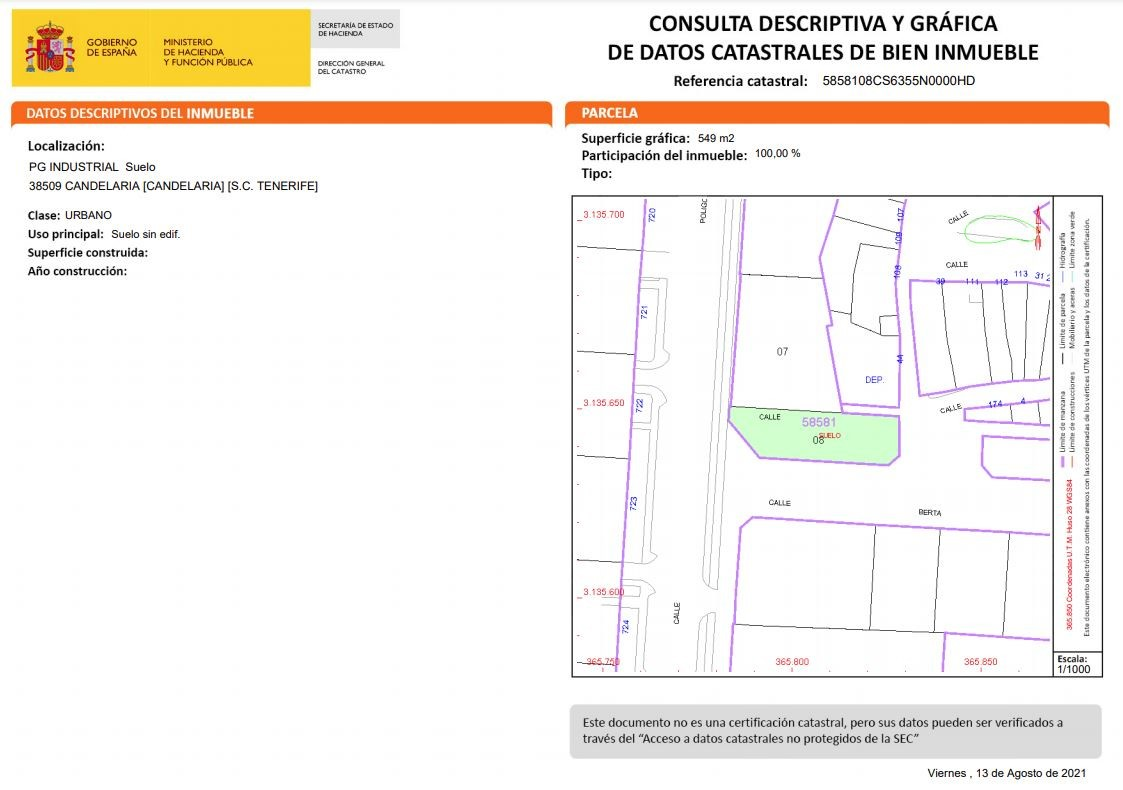 GOBIERNO
DE ESPAÑA
MINISTERIO
DE HACIENDA
Y FUNCIÓN PÚBLICA
SECRETARÍA DE ESTADO
DE HACIENDA
DIRECCIÓN GENERAL
DEL CATASTRO
CONSULTA DESCRIPTIVA Y GRÁFICA
DE DATOS CATASTRALES DE BIEN INMUEBLE
Referencia catastral: 5858108CS6355N0000HD
DATOS DESCRIPTIVOS DEL INMUEBLE
Localización:
PG INDUSTRIAL Suelo
38509 CANDELARIA [CANDELARIA] [S.C. TENERIFE]
Clase: URBANO
Uso principal: Suelo sin edif.
Superficie construida:
Año construcción:
PARCELA
Superficie gráfica: 549 m2
Participación del inmueble: 100,00 %
Tipo:
3.135.700
720
POLIGC
107
109
108
CALLE
CALLE
39
111
112
113
31
721
07
44
DEP.
3.135.650
722
CALLE
58581
SUELO
08
CALLE
174
4
723
CALLE
BERTA
3.135.600
CALLE
724
365.750
365.800
365.850
Límite de manzana
Límite de parcela
Hidrografía
Límite de construcciones
Mobiliario y aceras
Límite zona verde
365.850 Coordenadas U.T.M. Huso 28 WGS84
Este documento electrónico contiene anexos con las coordenadas de los vértices UTM de la parcela y los datos de la certificación.
Escala:
1/1000
Este documento no es una certificación catastral, pero sus datos pueden ser verificados a
través del “Acceso a datos catastrales no protegidos de la SEC”
Viernes , 13 de Agosto de 2021